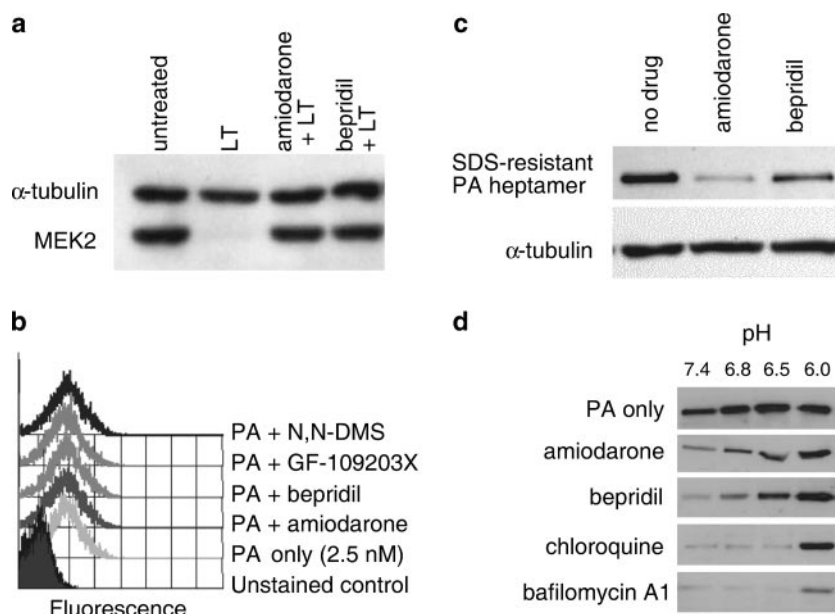 a
untreated
LT
amiodarone
+ LT
bepridil
+ LT
α-tubulin
MEK2
b
PA + N,N-DMS
PA + GF-109203X
PA + bepridil
PA + amiodarone
PA only (2.5 nM)
Unstained control
Fluorescence
c
no drug
amiodarone
bepridil
SDS-resistant
PA heptamer
α-tubulin
d
pH
7.4 6.8 6.5 6.0
PA only
amiodarone
bepridil
chloroquine
bafilomycin A1